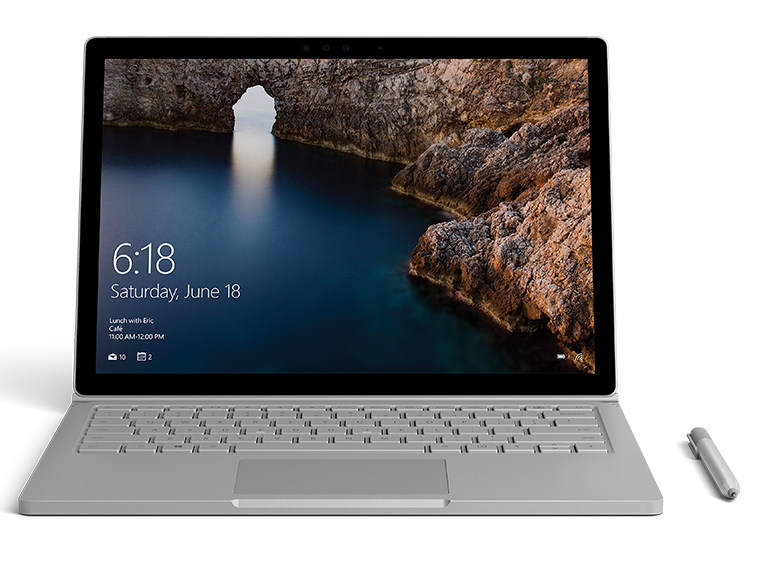 6:18
Saturday, June 18
Lunch with Eric
Café
11:00 AM-12:00 PM
10 2